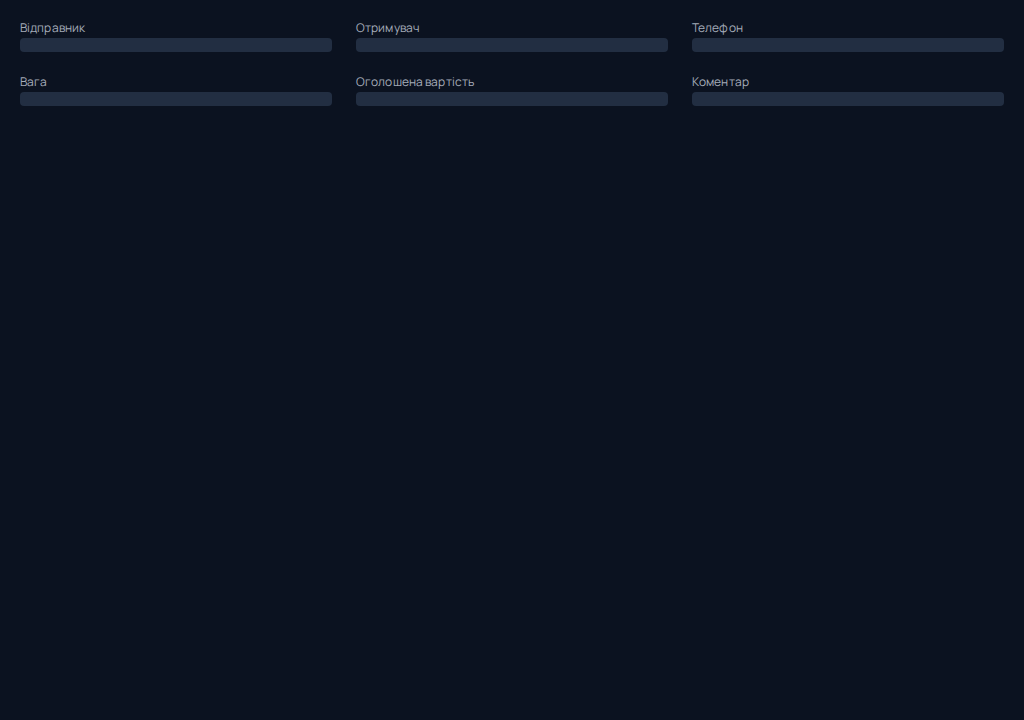 Відправник
Отримувач
Телефон
Вага
Оголошена вартість
Коментар